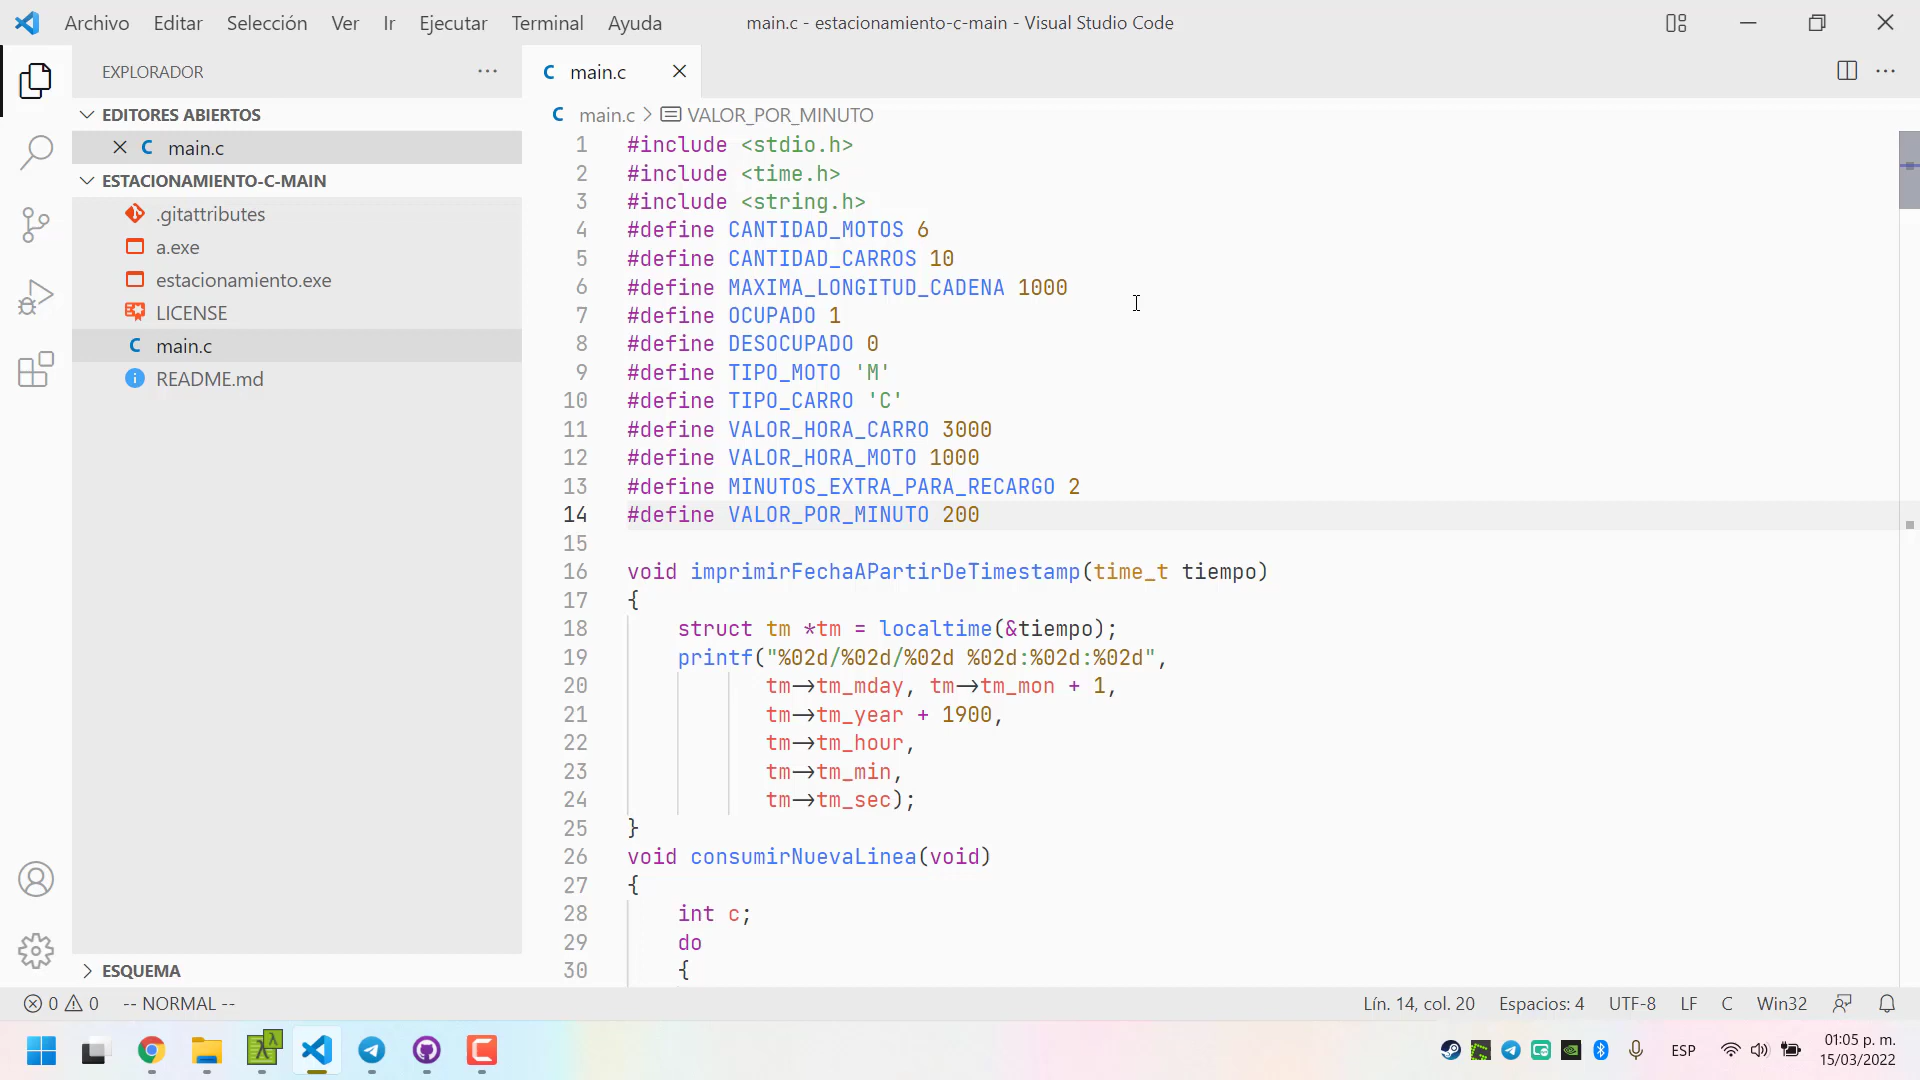 Archivo Editar Selección Ver Ir Ejecutar Terminal Ayuda main.c - estacionamiento-c-main - Visual Studio Code
EXPLORADOR
EDITORES ABIERTOS
C main.c
ESTACIONAMIENTO-C-MAIN
.gitattributes
a.exe
estacionamiento.exe
LICENSE
C main.c
README.md
ESQUEMA
C main.c
C main.c > VALOR_POR_MINUTO
1 #include <stdio.h>
2 #include <time.h>
3 #include <string.h>
4 #define CANTIDAD_MOTOS 6
5 #define CANTIDAD_CARROS 10
6 #define MAXIMA_LONGITUD_CADENA 1000
7 #define OCUPADO 1
8 #define DESOCUPADO 0
9 #define TIPO_MOTO 'M'
10 #define TIPO_CARRO 'C'
11 #define VALOR_HORA_CARRO 3000
12 #define VALOR_HORA_MOTO 1000
13 #define MINUTOS_EXTRA_PARA_RECARGO 2
14 #define VALOR_POR_MINUTO 200
15
16 void imprimirFechaAPartirDeTimestamp(time_t tiempo)
17 {
18 struct tm *tm = localtime(&tiempo);
19 printf("%02d/%02d/%02d %02d:%02d:%02d",
20 tm->tm_mday, tm->tm_mon + 1,
21 tm->tm_year + 1900,
22 tm->tm_hour,
23 tm->tm_min,
24 tm->tm_sec);
25 }
26 void consumirNuevaLinea(void)
27 {
28 int c;
29 do
30 {
0 0 -- NORMAL -- Lín. 14, col. 20 Espacios: 4 UTF-8 LF C Win32
ESP 01:05 p. m.
15/03/2022